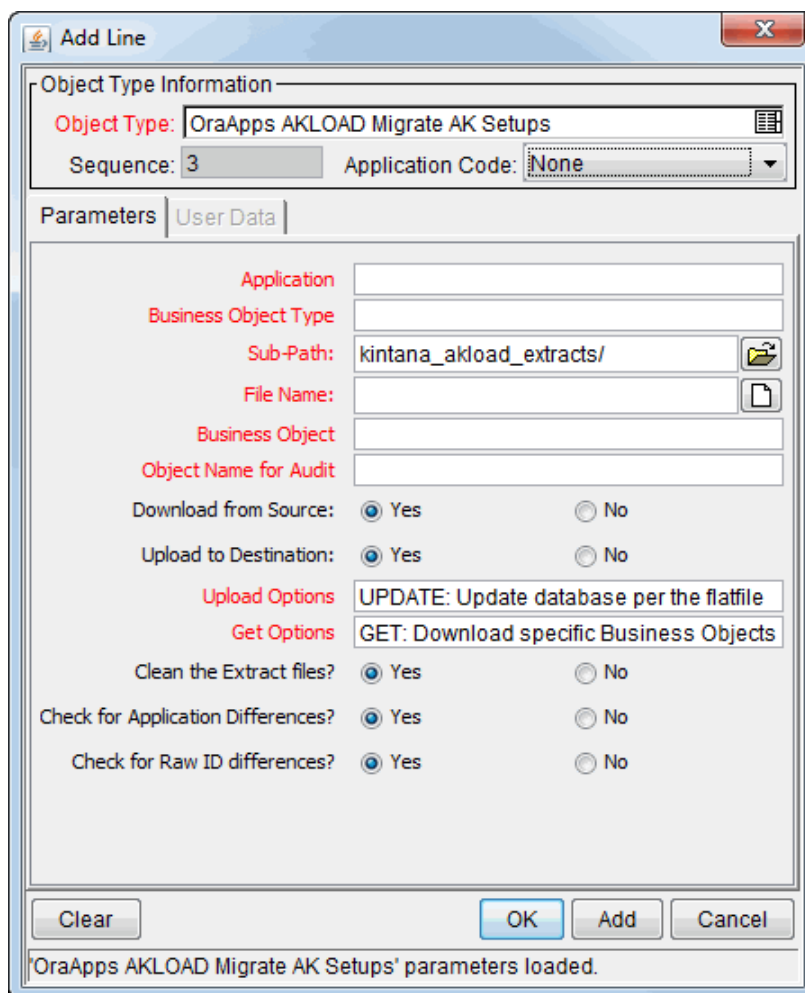 Add Line
Object Type Information
Object Type: OraApps AKLOAD Migrate AK Setups
Sequence: 3 Application Code: None
Parameters User Data
Application
Business Object Type
Sub-Path: kintana_akload_extracts/
File Name:
Business Object
Object Name for Audit
Download from Source: Yes No
Upload to Destination: Yes No
Upload Options UPDATE: Update database per the flatfile
Get Options GET: Download specific Business Objects
Clean the Extract files? Yes No
Check for Application Differences? Yes No
Check for Raw ID differences? Yes No
Clear OK Add Cancel
'OraApps AKLOAD Migrate AK Setups' parameters loaded.